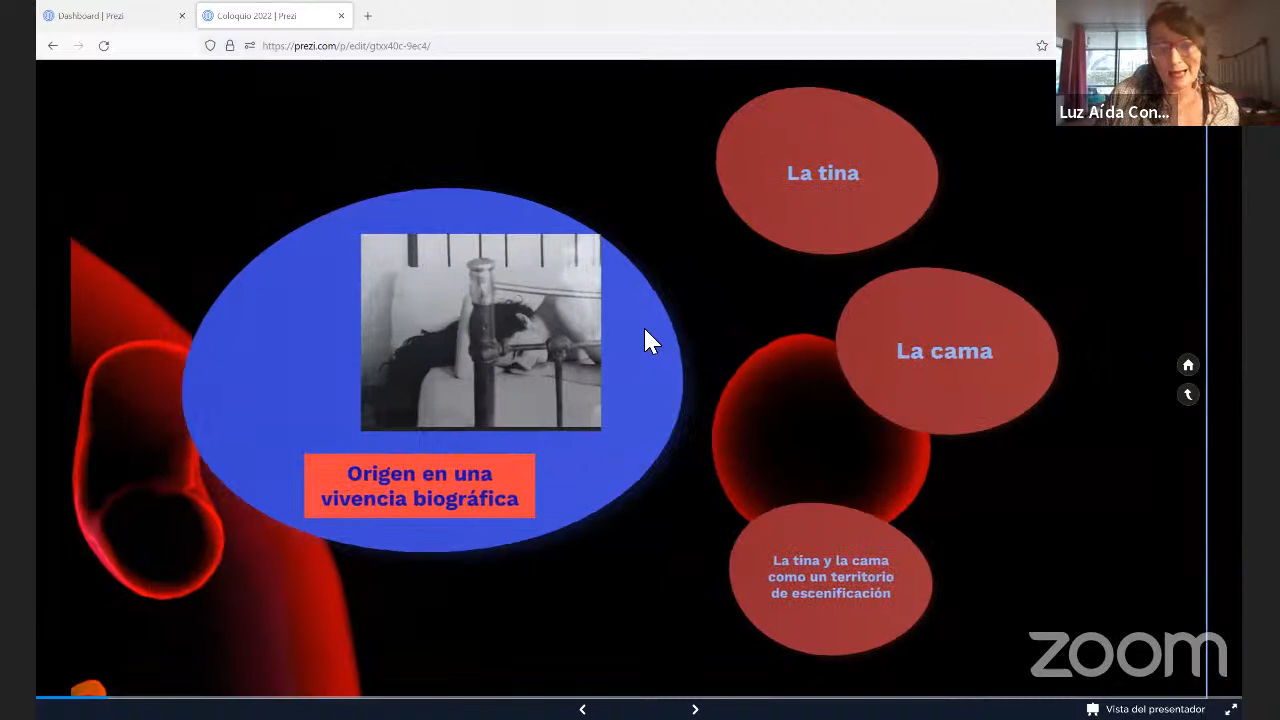 Dashboard | Prezi
Coloquio 2022 | Prezi
https://prezi.com/p/edit/gtxx40c-9ec4/
Luz Aída Con...
La tina
La cama
Origen en una
vivencia biográfica
La tina y la cama
como un territorio
de escenificación
zoom
Vista del presentador